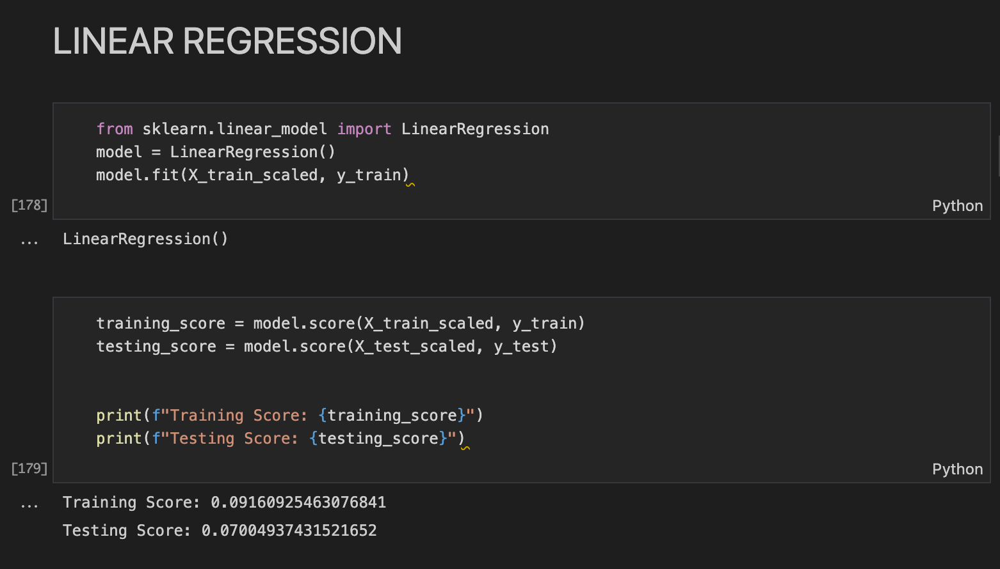 LINEAR REGRESSION
from sklearn.linear_model import LinearRegression
model = LinearRegression()
model.fit(X_train_scaled, y_train)
[178]
Python
... LinearRegression()
training_score = model.score(X_train_scaled, y_train)
testing_score = model.score(X_test_scaled, y_test)
print(f"Training Score: {training_score}")
print(f"Testing Score: {testing_score}")
[179]
Python
... Training Score: 0.09160925463076841
Testing Score: 0.07004937431521652